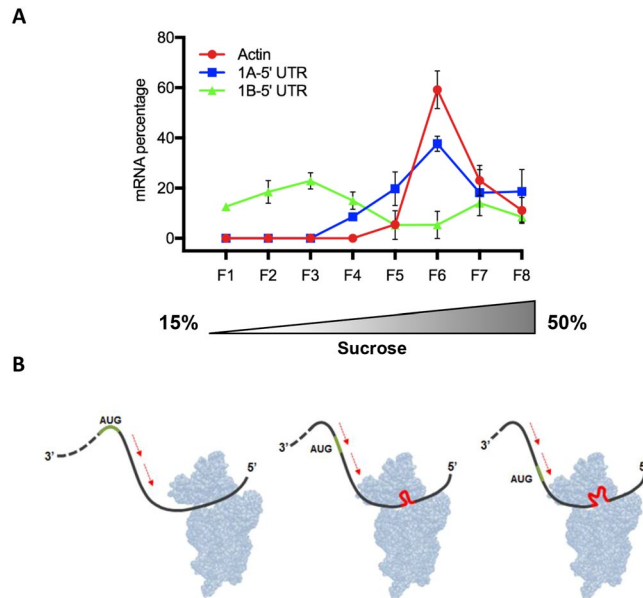 A
Actin
1A-5' UTR
1B-5' UTR
mRNA percentage
80
60
40
20
0
F1 F2 F3 F4 F5 F6 F7 F8
15% 50%
Sucrose
B
3’ AUG 5’
3’ AUG 5’
3’ AUG 5’